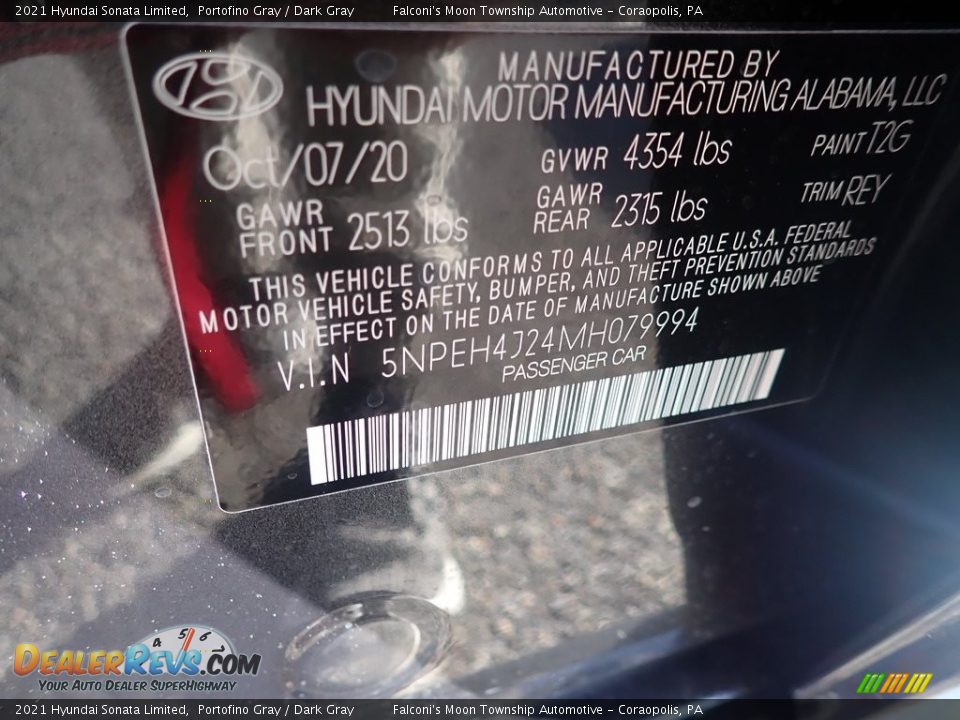 2021 Hyundai Sonata Limited, Portofino Gray / Dark Gray Falconi's Moon Township Automotive - Coraopolis, PA
MANUFACTURED BY
HYUNDAI MOTOR MANUFACTURING ALABAMA, LLC
Oct/07/20 GVWR 4354 lbs PAINT T2G
GAWR FRONT 2513 lbs GAWR REAR 2315 lbs TRIM REY
THIS VEHICLE CONFORMS TO ALL APPLICABLE U.S.A. FEDERAL
MOTOR VEHICLE SAFETY, BUMPER, AND THEFT PREVENTION STANDARDS
IN EFFECT ON THE DATE OF MANUFACTURE SHOWN ABOVE
V.I.N 5NPEH4J24MH079994
PASSENGER CAR
4 5 6 7
DEALERREVS.COM
YOUR AUTO DEALER SUPERHIGHWAY
2021 Hyundai Sonata Limited, Portofino Gray / Dark Gray Falconi's Moon Township Automotive - Coraopolis, PA